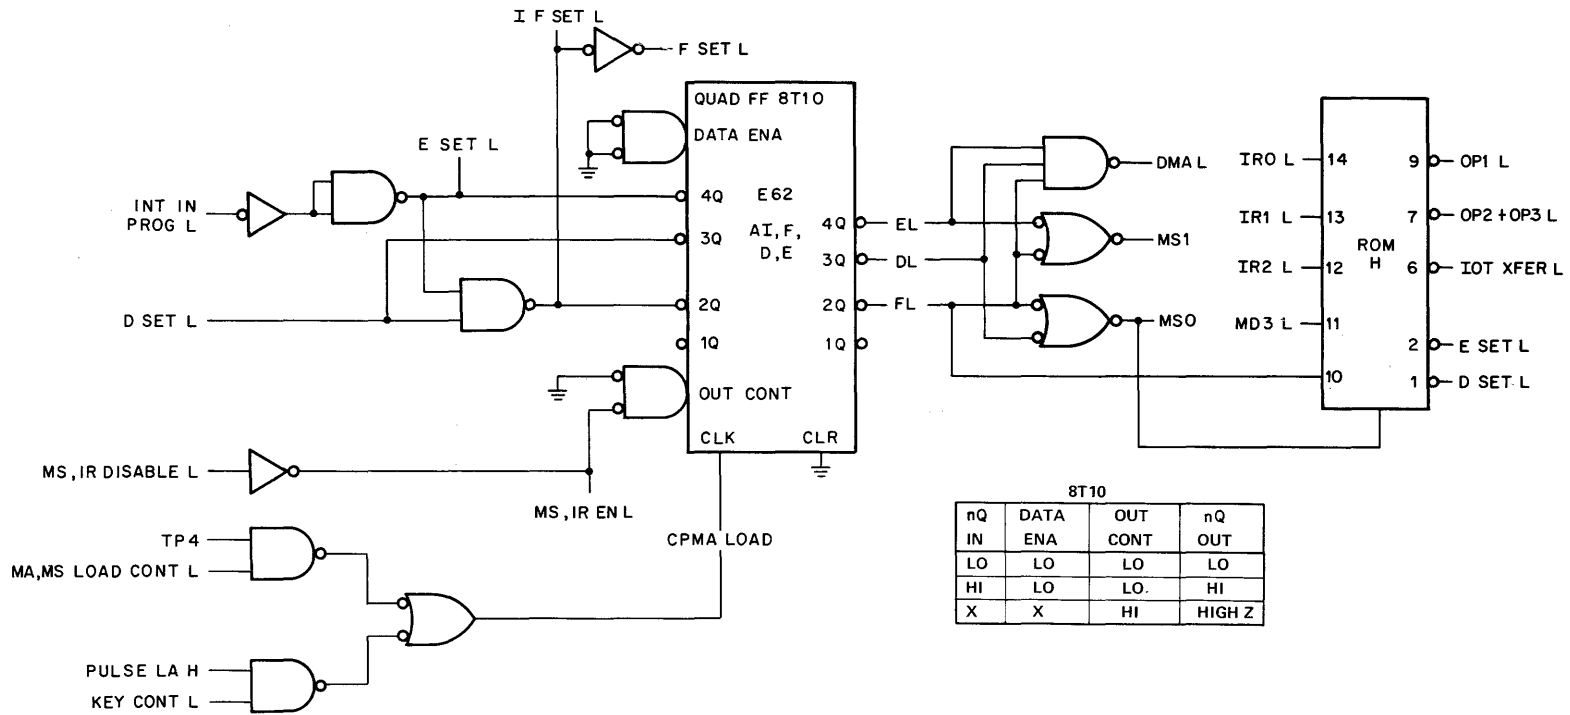 I F SET L
F SET L
QUAD FF 8T10
DATA ENA
E SET L
4Q
E62
INT IN
PROG L
3Q
AI, F,
D, E
4Q
EL
3Q
DL
D SET L
2Q
2Q
FL
1Q
1Q
OUT CONT
CLK
CLR
MS, IR DISABLE L
MS, IR EN L
TP4
MA,MS LOAD CONT L
CPMA LOAD
PULSE LA H
KEY CONT L
DMA L
MS1
MS0
IR0 L
14
9
OP1 L
IR1 L
13
7
OP2 + OP3 L
ROM
H
IR2 L
12
6
IOT XFER L
MD3 L
11
2
E SET L
10
1
D SET L
8T10
nQ IN DATA ENA OUT CONT nQ OUT
LO LO LO LO
HI LO LO HI
X X HI HIGH Z